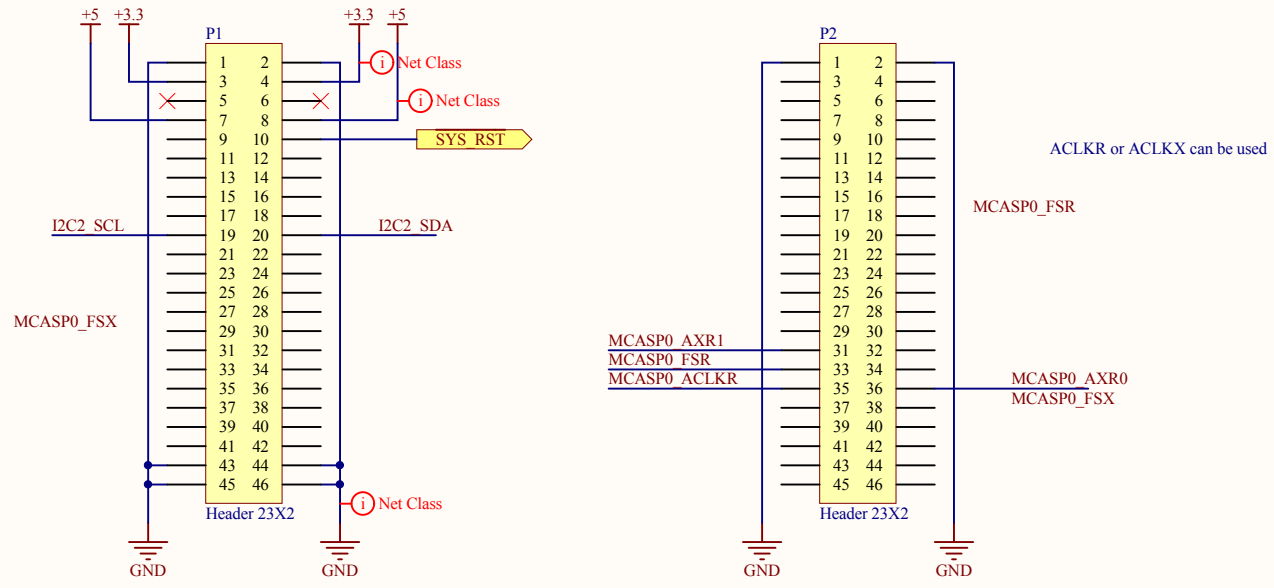 +5 +3.3 +3.3 +5
P1
P2
1 2
3 4
5 6
7 8
9 10
11 12
13 14
15 16
17 18
19 20
21 22
23 24
25 26
27 28
29 30
31 32
33 34
35 36
37 38
39 40
41 42
43 44
45 46
Header 23X2
i Net Class
i Net Class
SYS_RST
I2C2_SCL
I2C2_SDA
MCASP0_FSX
i Net Class
GND
GND
1 2
3 4
5 6
7 8
9 10
11 12
13 14
15 16
17 18
19 20
21 22
23 24
25 26
27 28
29 30
31 32
33 34
35 36
37 38
39 40
41 42
43 44
45 46
Header 23X2
ACLKR or ACLKX can be used
MCASP0_FSR
MCASP0_AXR1
MCASP0_FSR
MCASP0_ACLKR
MCASP0_AXR0
MCASP0_FSX
GND
GND